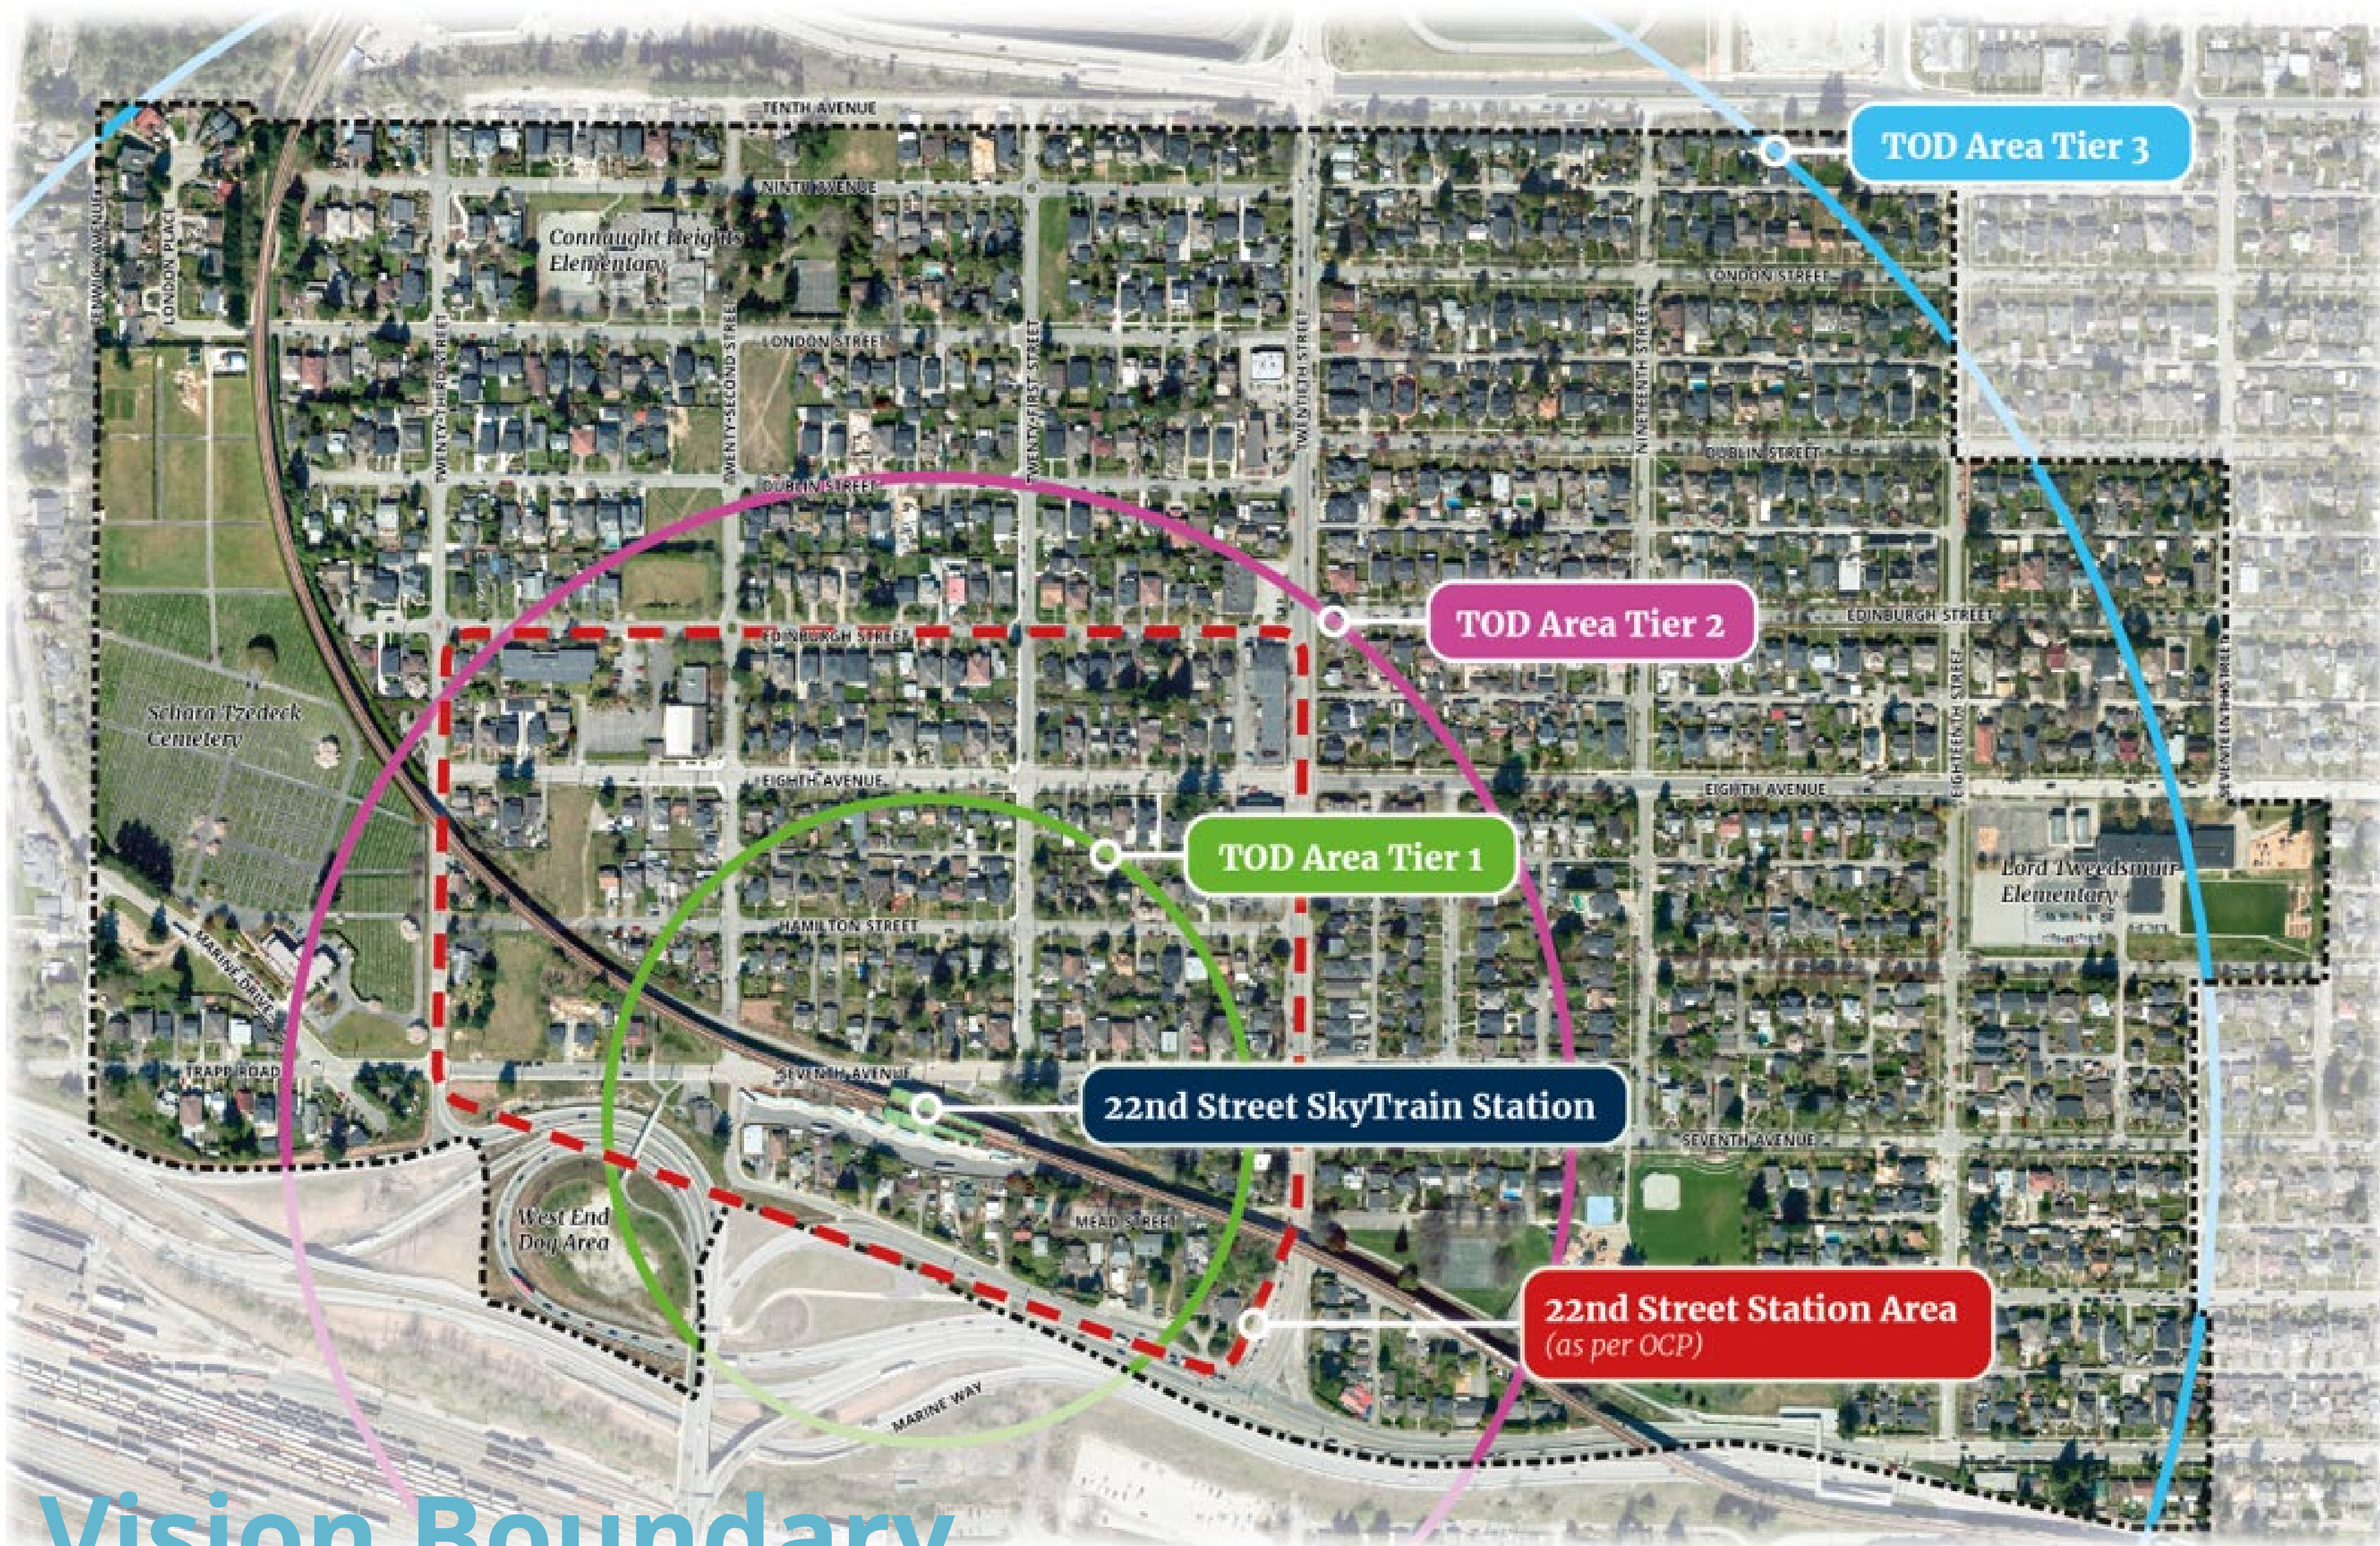 TENTH AVENUE
TOD Area Tier 3
NINTH AVENUE
LONDON PLACE
Connaught Heights
Elementary
LONDON STREET
LONDON STREET
TWENTY-THIRD STREET
TWENTY-SECOND STREET
TWENTY-FIRST STREET
TWENTIETH STREET
NINETEENTH STREET
DUBLIN STREET
DUBLIN STREET
TOD Area Tier 2
EDINBURGH STREET
EDINBURGH STREET
EIGHTEENTH STREET
SEVENTEENTH STREET
Schara Tzedeck
Cemetery
EIGHTH AVENUE
EIGHTH AVENUE
TOD Area Tier 1
Lord Tweedsmuir
Elementary
HAMILTON STREET
MARINE DRIVE
TRAPP ROAD
SEVENTH AVENUE
22nd Street SkyTrain Station
SEVENTH AVENUE
West End
Dog Area
MEAD STREET
22nd Street Station Area
(as per OCP)
MARINE WAY
Vision Boundary